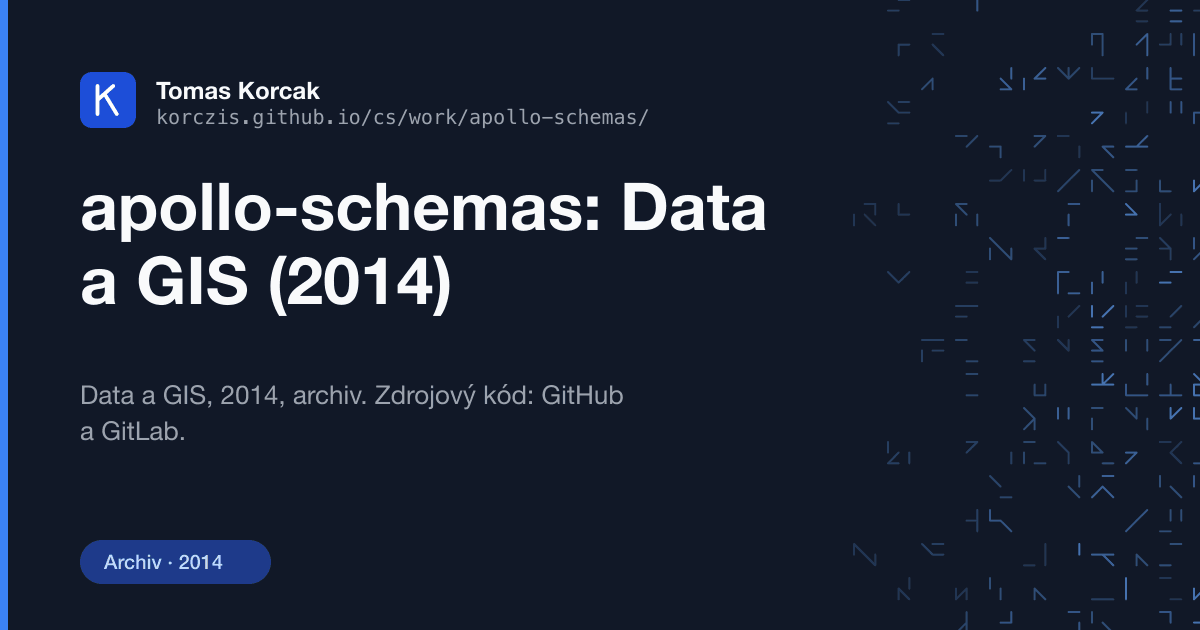 K
Tomas Korcak
korczis.github.io/cs/work/apollo-schemas/
apollo-schemas: Data
a GIS (2014)
Data a GIS, 2014, archiv. Zdrojový kód: GitHub
a GitLab.
Archiv · 2014